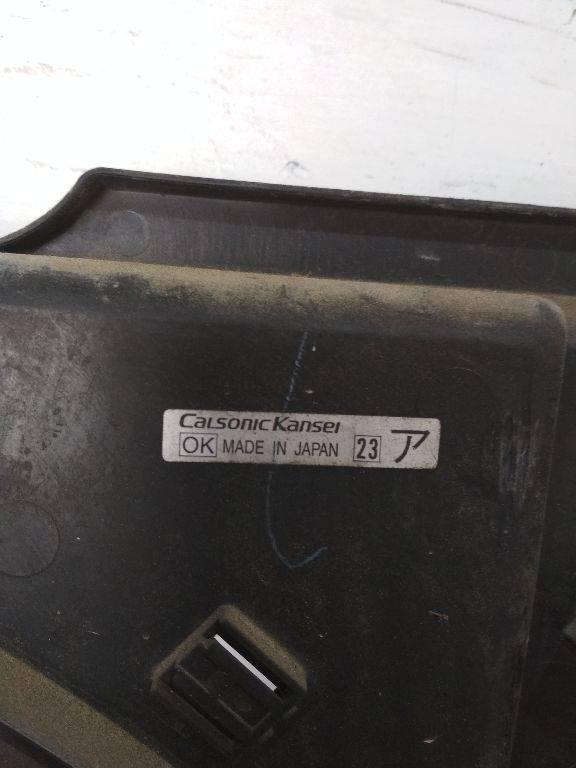 CalsonicKansei
OK MADE IN JAPAN 23 ア